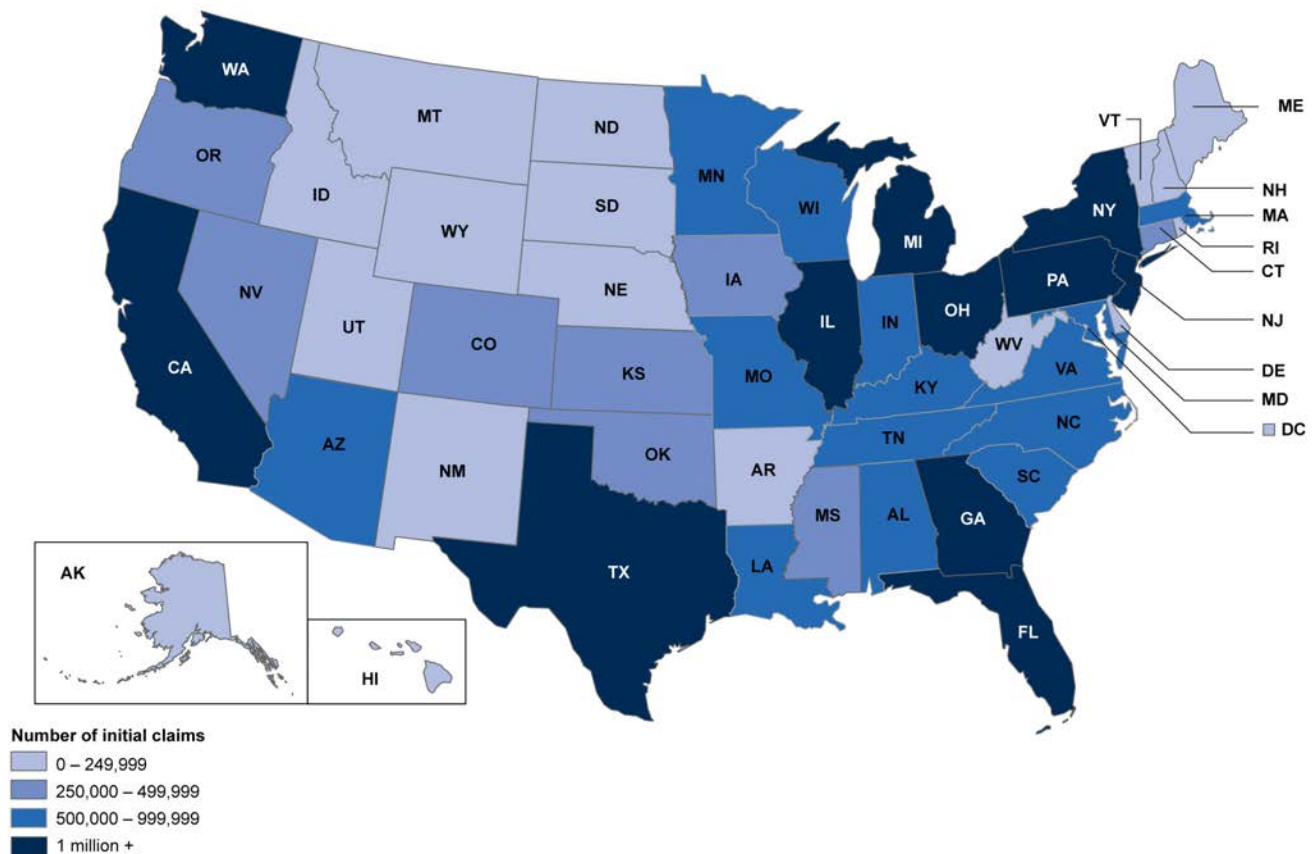 WA
ME
MT
ND
VT
OR
MN
ID
SD
WI
NH
NY
MA
WY
MI
RI
CT
IA
NE
PA
NV
NJ
IL
IN
OH
UT
CO
WV
CA
KS
MO
VA
DE
KY
MD
DC
NC
TN
AZ
OK
NM
AR
SC
MS
AL
GA
LA
TX
AK
FL
HI
Number of initial claims
0 – 249,999
250,000 – 499,999
500,000 – 999,999
1 million +